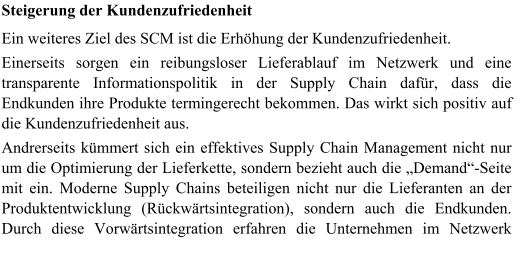 Steigerung der Kundenzufriedenheit
Ein weiteres Ziel des SCM ist die Erhöhung der Kundenzufriedenheit.
Einerseits sorgen ein reibungsloser Lieferablauf im Netzwerk und eine
transparente Informationspolitik in der Supply Chain dafür, dass die
Endkunden ihre Produkte termingerecht bekommen. Das wirkt sich positiv auf
die Kundenzufriedenheit aus.
Andrerseits kümmert sich ein effektives Supply Chain Management nicht nur
um die Optimierung der Lieferkette, sondern bezieht auch die „Demand“-Seite
mit ein. Moderne Supply Chains beteiligen nicht nur die Lieferanten an der
Produktentwicklung (Rückwärtsintegration), sondern auch die Endkunden.
Durch diese Vorwärtsintegration erfahren die Unternehmen im Netzwerk